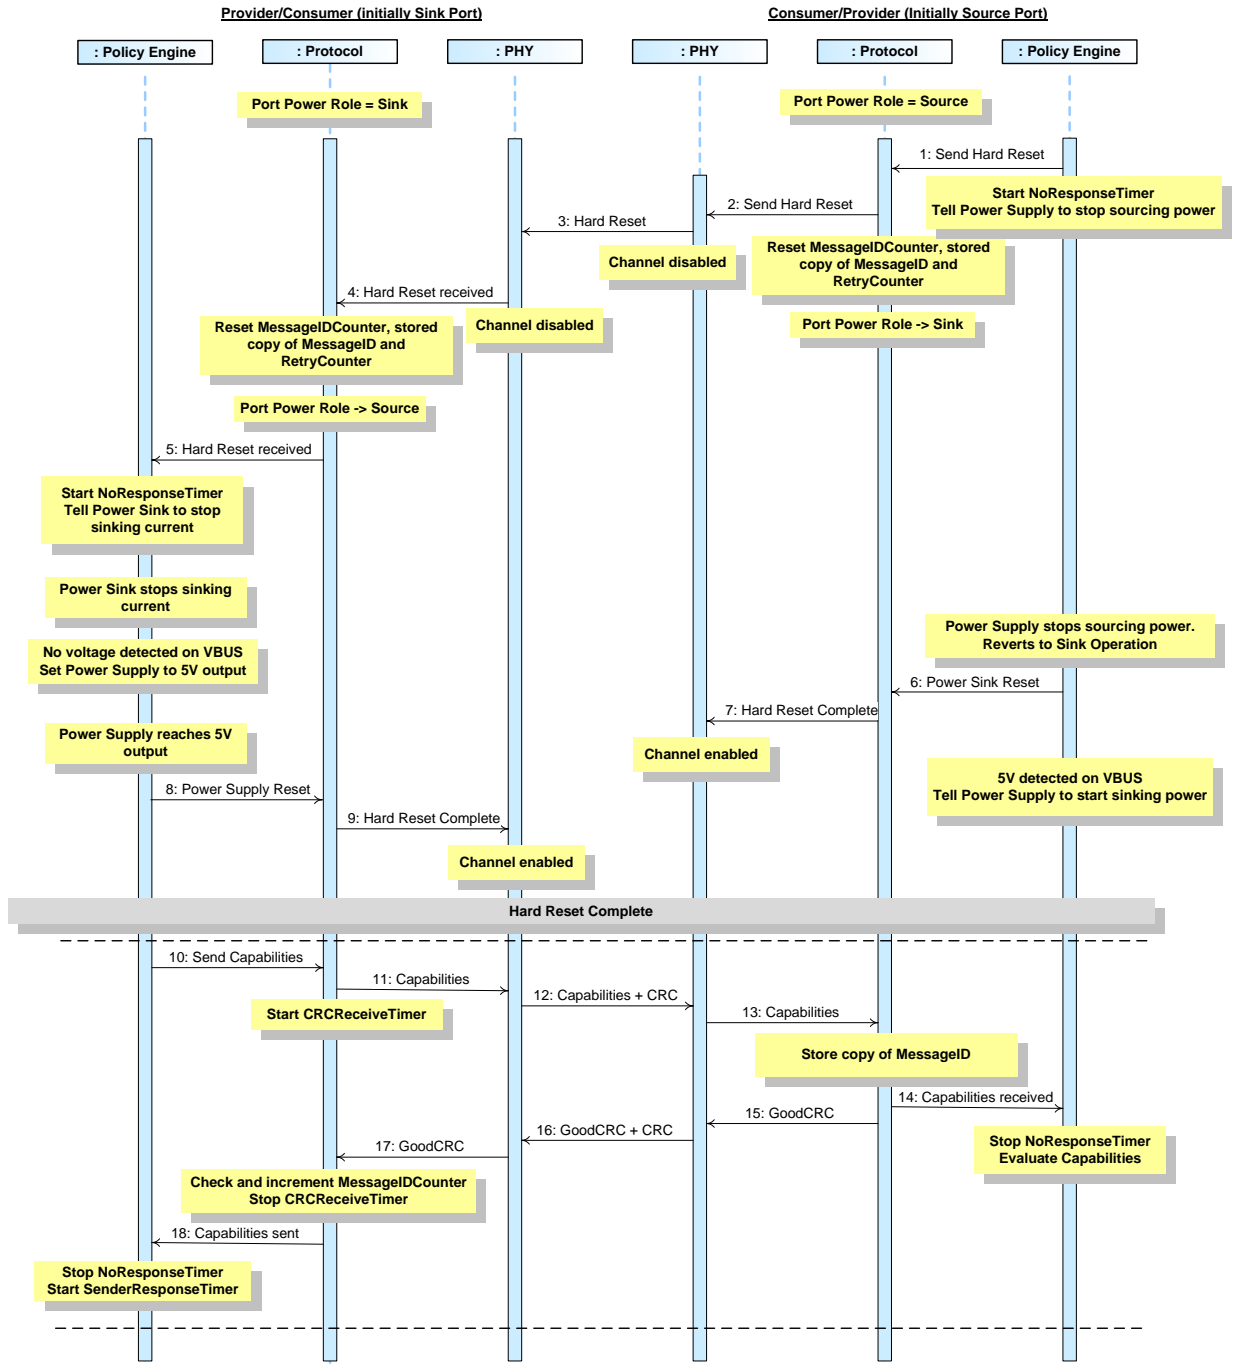 Provider/Consumer (initially Sink Port)
Consumer/Provider (Initially Source Port)
: Policy Engine
: Protocol
: PHY
: PHY
: Protocol
: Policy Engine
Port Power Role = Sink
Port Power Role = Source
1: Send Hard Reset
Start NoResponseTimer
Tell Power Supply to stop sourcing power
2: Send Hard Reset
3: Hard Reset
Channel disabled
Reset MessageIDCounter, stored
copy of MessageID and
RetryCounter
4: Hard Reset received
Channel disabled
Port Power Role -> Sink
Reset MessageIDCounter, stored
copy of MessageID and
RetryCounter
Port Power Role -> Source
5: Hard Reset received
Start NoResponseTimer
Tell Power Sink to stop
sinking current
Power Sink stops sinking
current
Power Supply stops sourcing power.
Reverts to Sink Operation
No voltage detected on VBUS
Set Power Supply to 5V output
6: Power Sink Reset
7: Hard Reset Complete
Power Supply reaches 5V
output
Channel enabled
5V detected on VBUS
Tell Power Supply to start sinking power
8: Power Supply Reset
9: Hard Reset Complete
Channel enabled
Hard Reset Complete
10: Send Capabilities
11: Capabilities
12: Capabilities + CRC
Start CRCReceiveTimer
13: Capabilities
Store copy of MessageID
14: Capabilities received
15: GoodCRC
16: GoodCRC + CRC
17: GoodCRC
Stop NoResponseTimer
Evaluate Capabilities
Check and increment MessageIDCounter
Stop CRCReceiveTimer
18: Capabilities sent
Stop NoResponseTimer
Start SenderResponseTimer